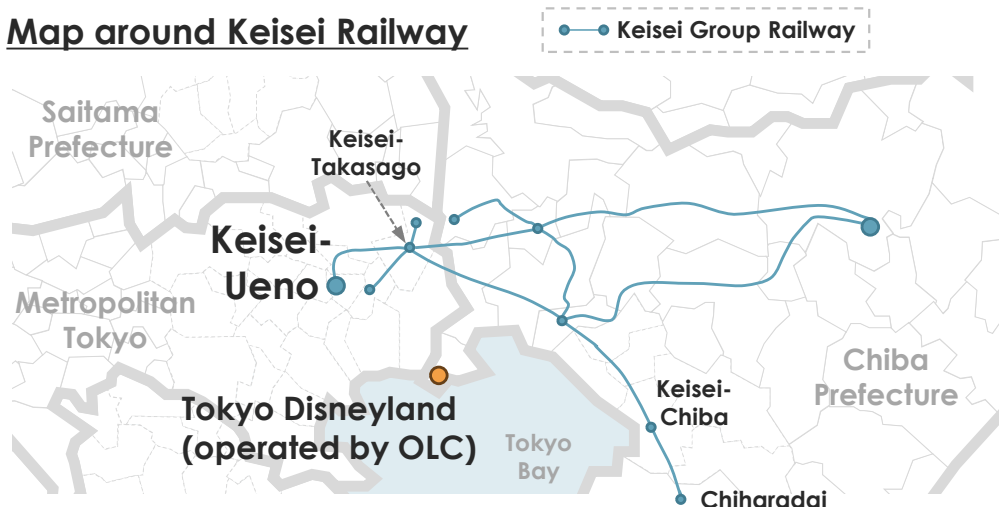 Map around Keisei Railway
Keisei Group Railway
Saitama
Prefecture
Keisei-
Takasago
Keisei-
Ueno
Metropolitan
Tokyo
Chiba
Prefecture
Keisei-
Chiba
Tokyo Disneyland
(operated by OLC)
Tokyo
Bay
Chiharadai